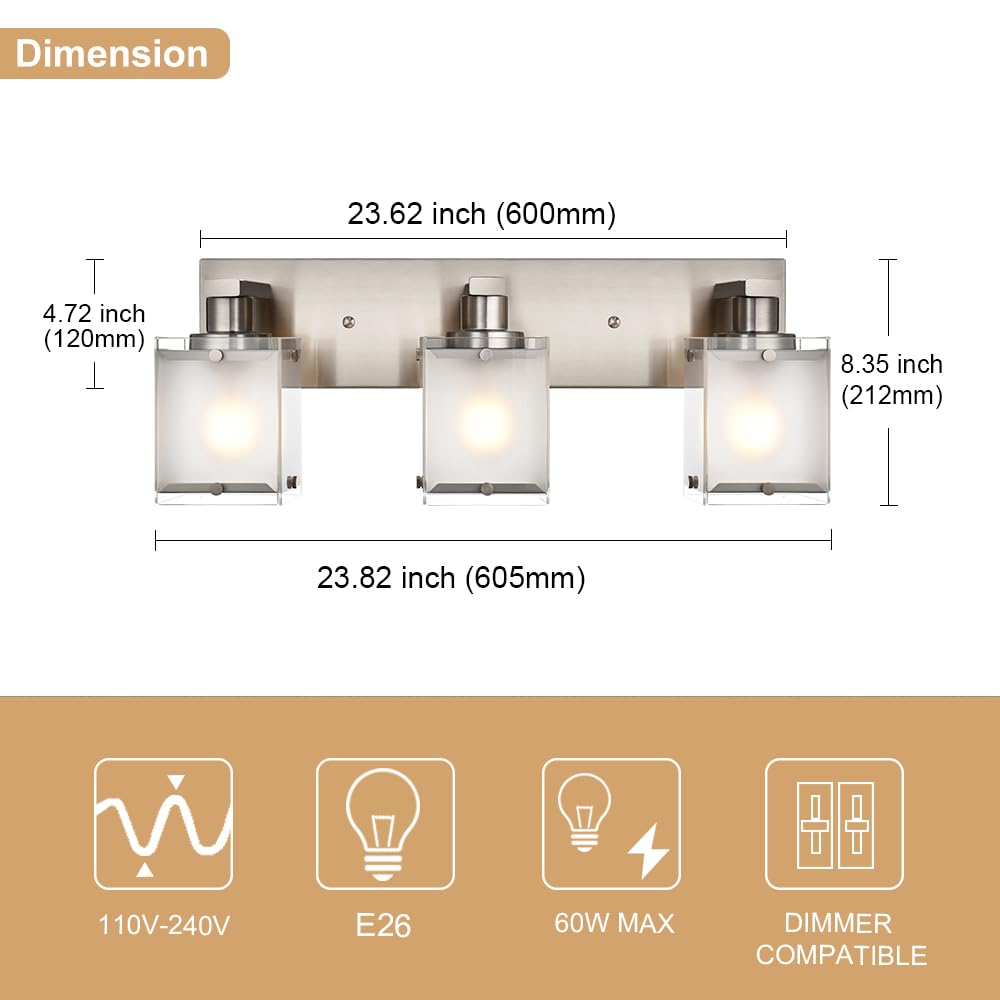 Dimension
23.62 inch (600mm)
4.72 inch
(120mm)
8.35 inch
(212mm)
23.82 inch (605mm)
110V-240V
E26
60W MAX
DIMMER
COMPATIBLE